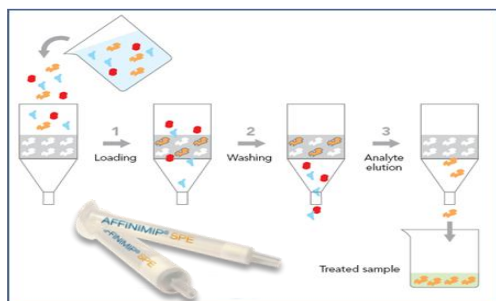 1
Loading
2
Washing
3
Analyte
elution
AFFINIMIP® SPE
AFFINIMIP® SPE
Treated sample